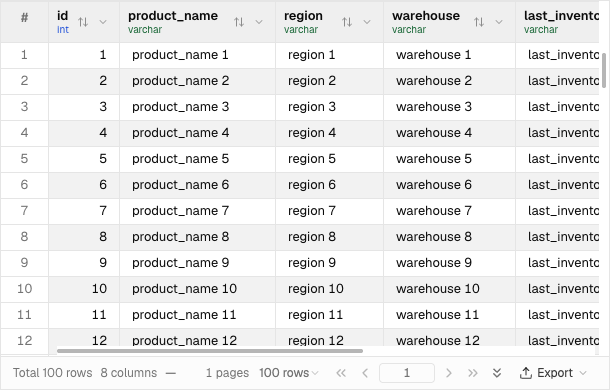 # id product_name region warehouse last_invento
int varchar varchar varchar varchar
1 1 product_name 1 region 1 warehouse 1 last_invento
2 2 product_name 2 region 2 warehouse 2 last_invento
3 3 product_name 3 region 3 warehouse 3 last_invento
4 4 product_name 4 region 4 warehouse 4 last_invento
5 5 product_name 5 region 5 warehouse 5 last_invento
6 6 product_name 6 region 6 warehouse 6 last_invento
7 7 product_name 7 region 7 warehouse 7 last_invento
8 8 product_name 8 region 8 warehouse 8 last_invento
9 9 product_name 9 region 9 warehouse 9 last_invento
10 10 product_name 10 region 10 warehouse 10 last_invento
11 11 product_name 11 region 11 warehouse 11 last_invento
12 12 product_name 12 region 12 warehouse 12 last_invento
Total 100 rows 8 columns — 1 pages 100 rows 1 Export